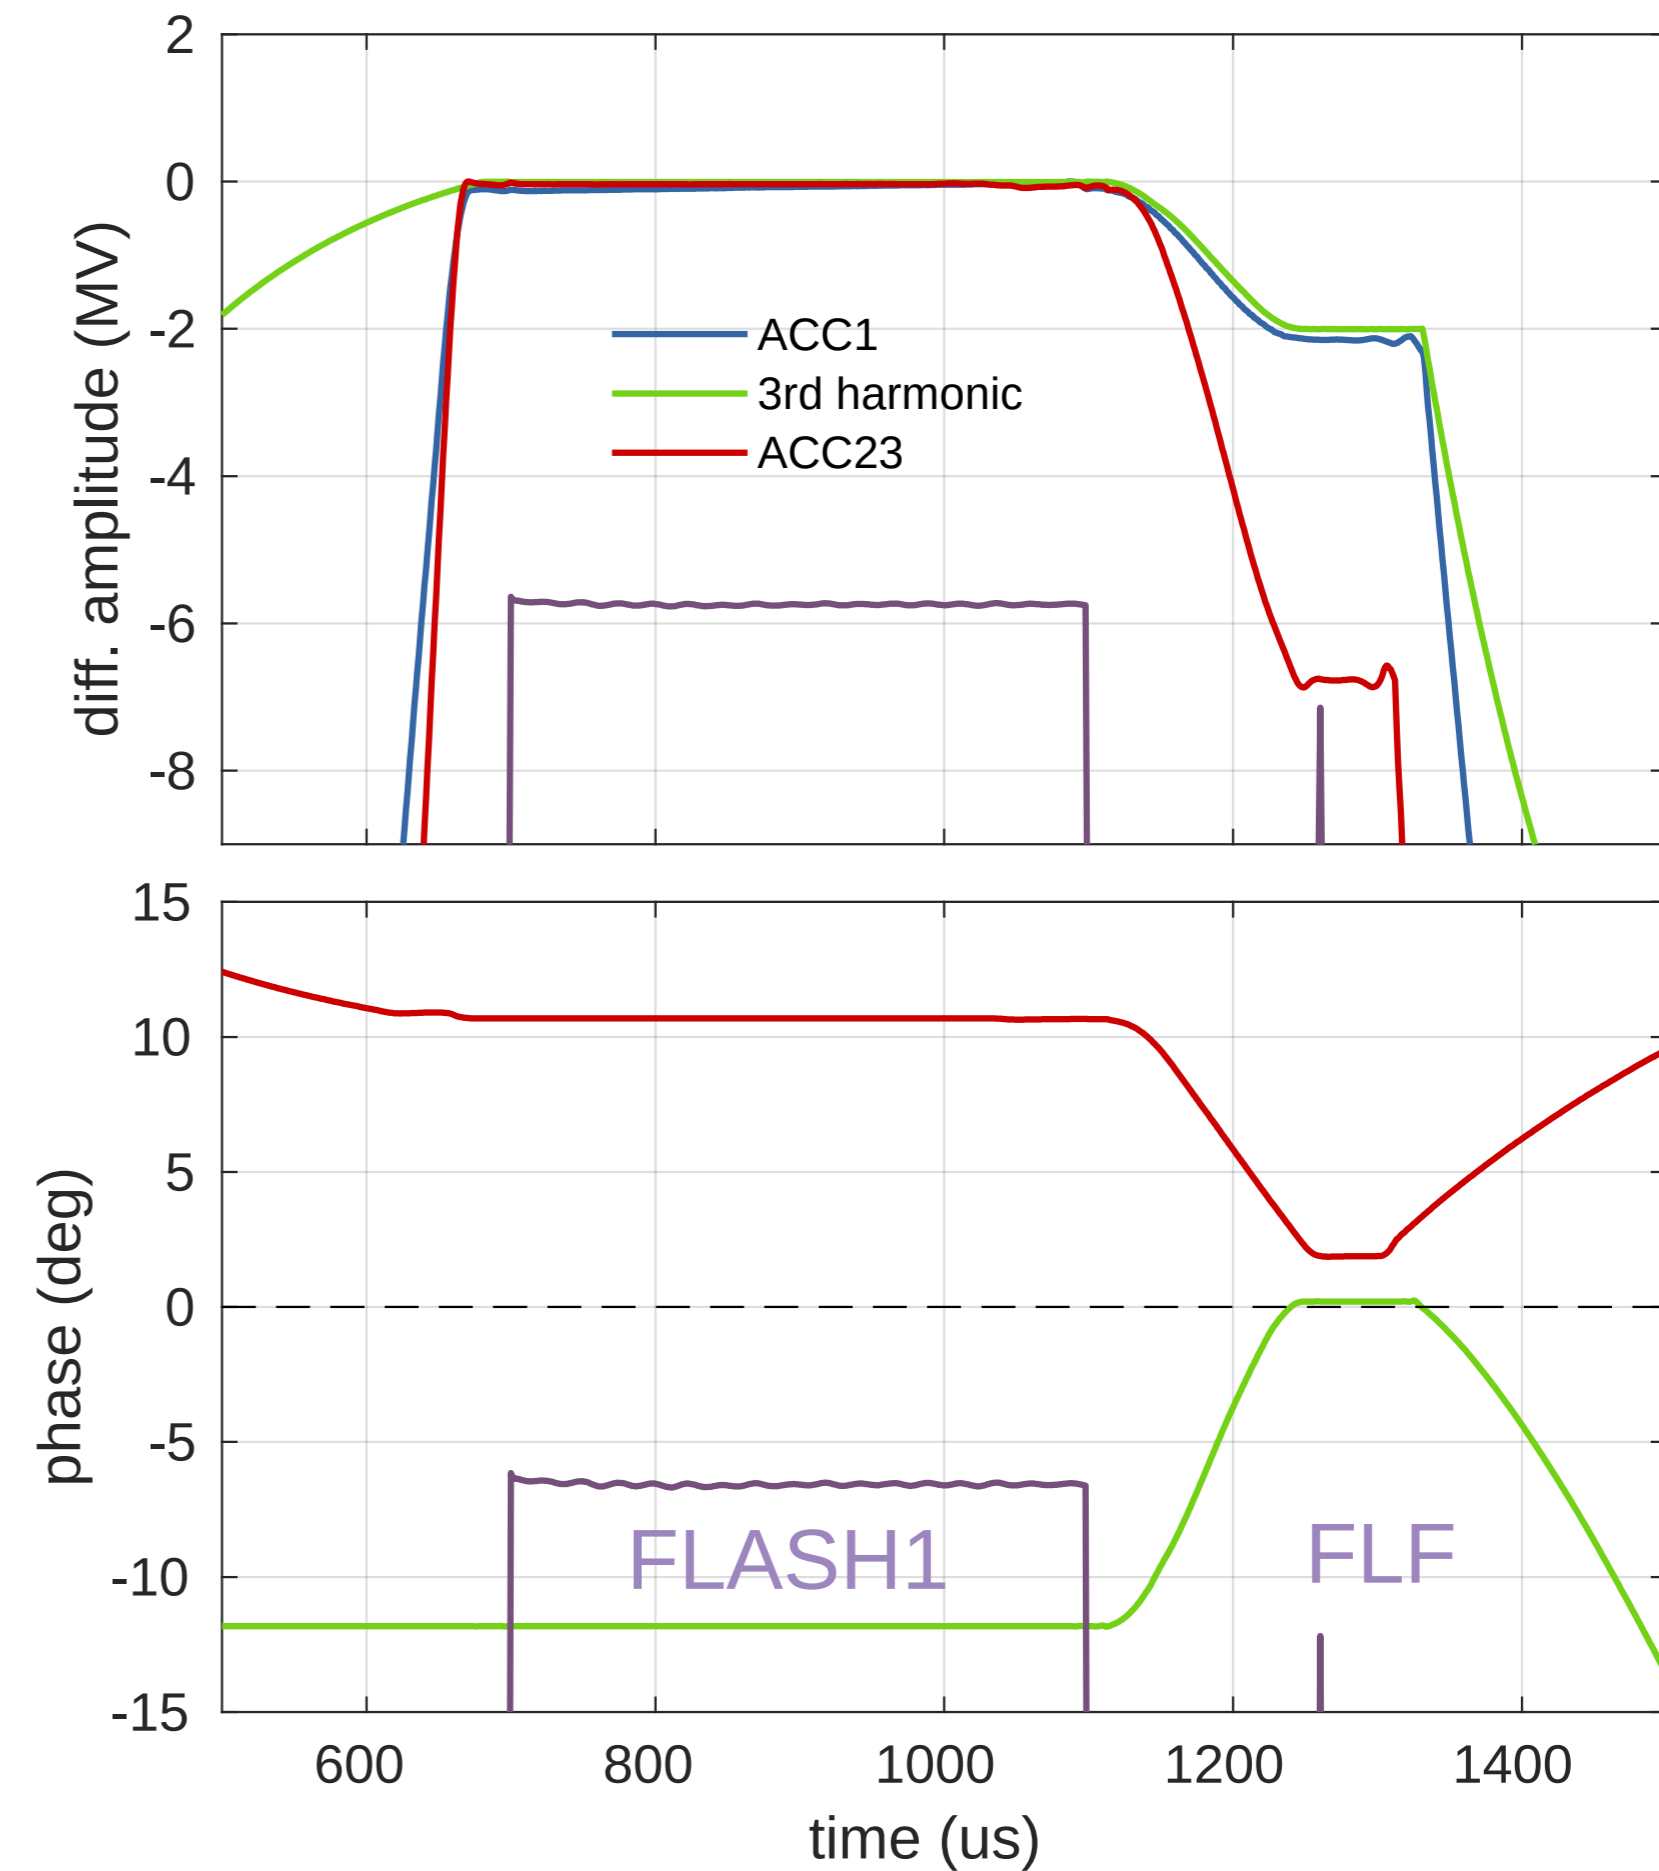 2
0
-2
-4
-6
-8
diff. amplitude (MV)
ACC1
3rd harmonic
ACC23
15
10
5
0
-5
-10
-15
phase (deg)
FLASH1
FLF
600 800 1000 1200 1400
time (us)